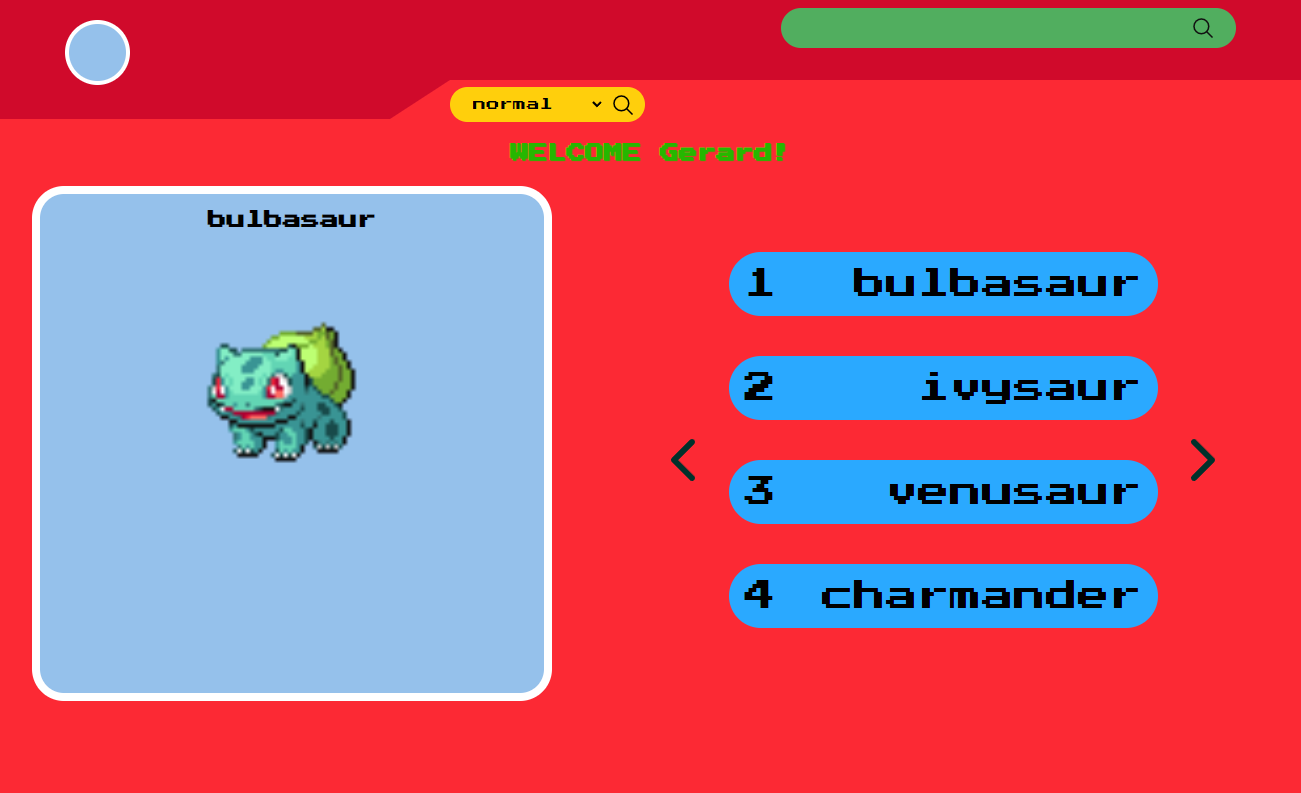 normal
WELCOME Gerard!
bulbasaur
1 bulbasaur
2 ivysaur
3 venusaur
4 charmander